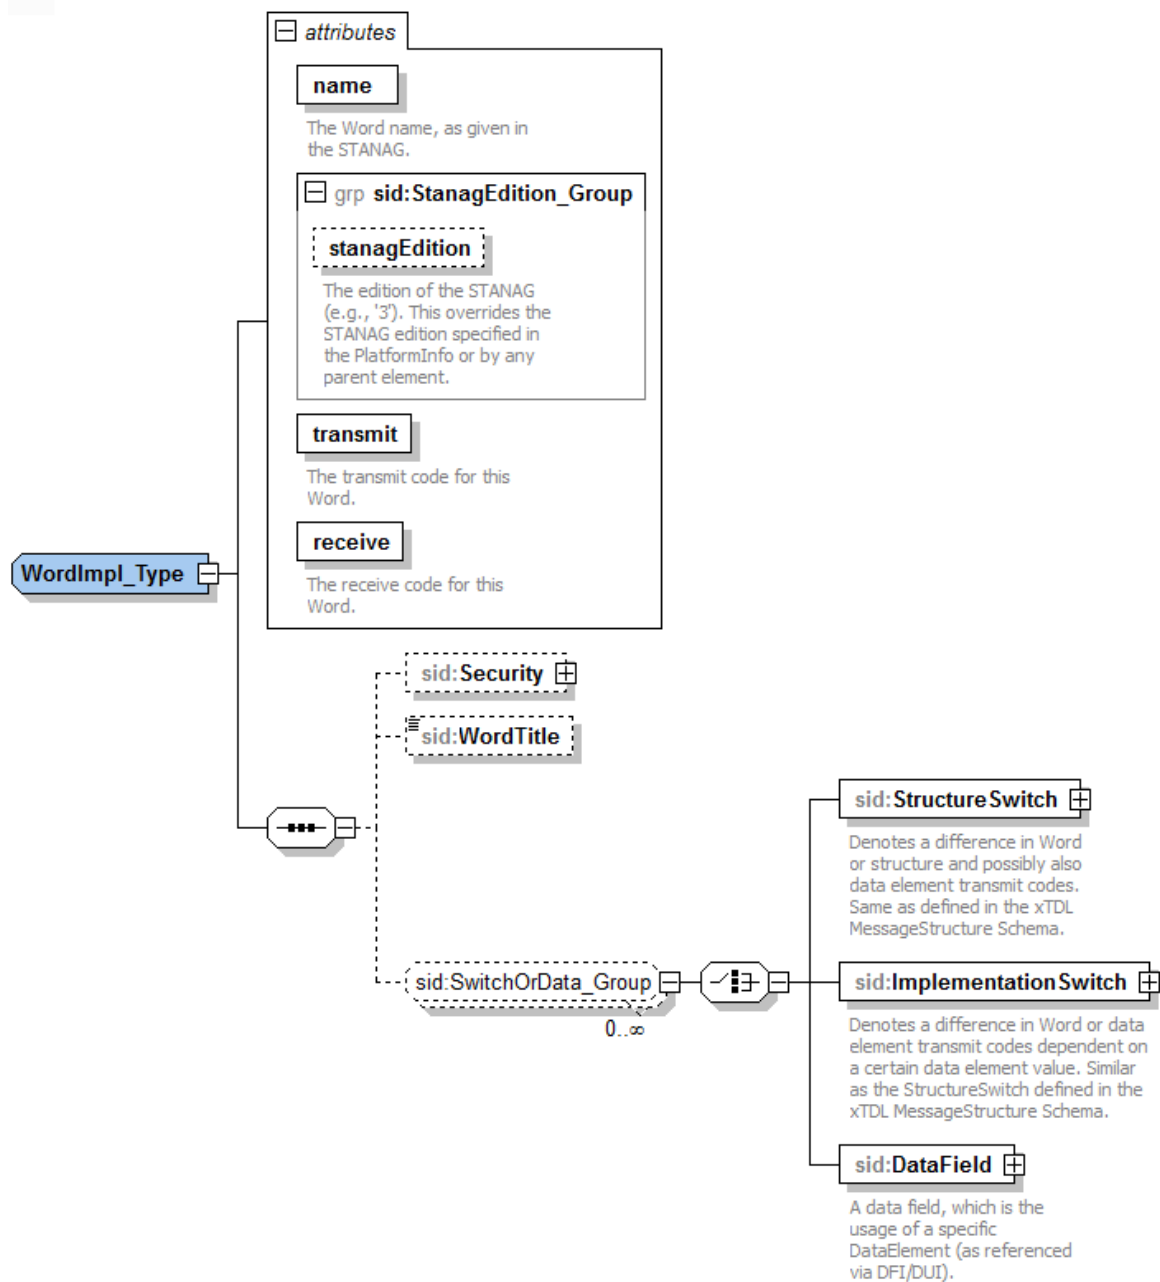 attributes
name
The Word name, as given in
the STANAG.
grp sid:StanagEdition_Group
stanagEdition
The edition of the STANAG
(e.g., '3'). This overrides the
STANAG edition specified in
the PlatformInfo or by any
parent element.
transmit
The transmit code for this
Word.
receive
The receive code for this
Word.
WordImpl_Type
sid:Security
sid:WordTitle
sid:SwitchOrData_Group
0..∞
sid:StructureSwitch
Denotes a difference in Word
or structure and possibly also
data element transmit codes.
Same as defined in the xTDL
MessageStructure Schema.
sid:ImplementationSwitch
Denotes a difference in Word or data
element transmit codes dependent on
a certain data element value. Similar
as the StructureSwitch defined in the
xTDL MessageStructure Schema.
sid:DataField
A data field, which is the
usage of a specific
DataElement (as referenced
via DFI/DUI).